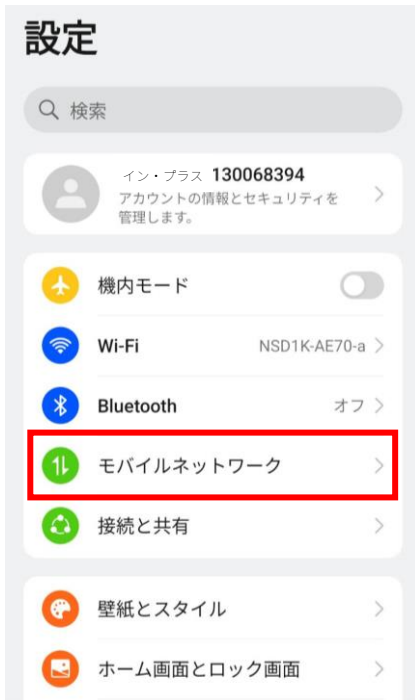 設定
検索
イン・プラス 130068394
アカウントの情報とセキュリティを
管理します。
機内モード
Wi-Fi NSD1K-AE70-a
Bluetooth オフ
モバイルネットワーク
接続と共有
壁紙とスタイル
ホーム画面とロック画面